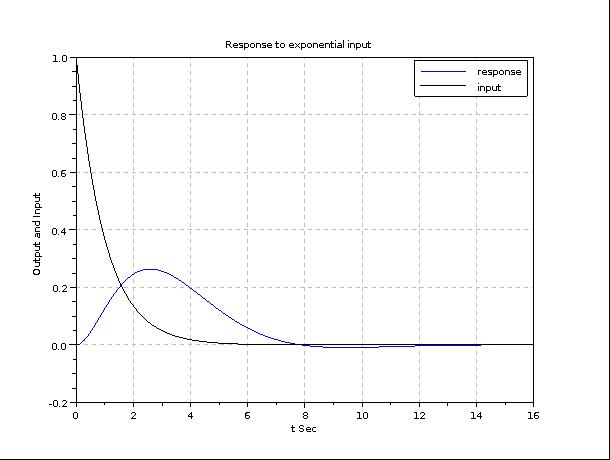 Response to exponential input
1.0
response
input
0.8
0.6
0.4
0.2
0.0
-0.2
Output and Input
0 2 4 6 8 10 12 14 16
t Sec